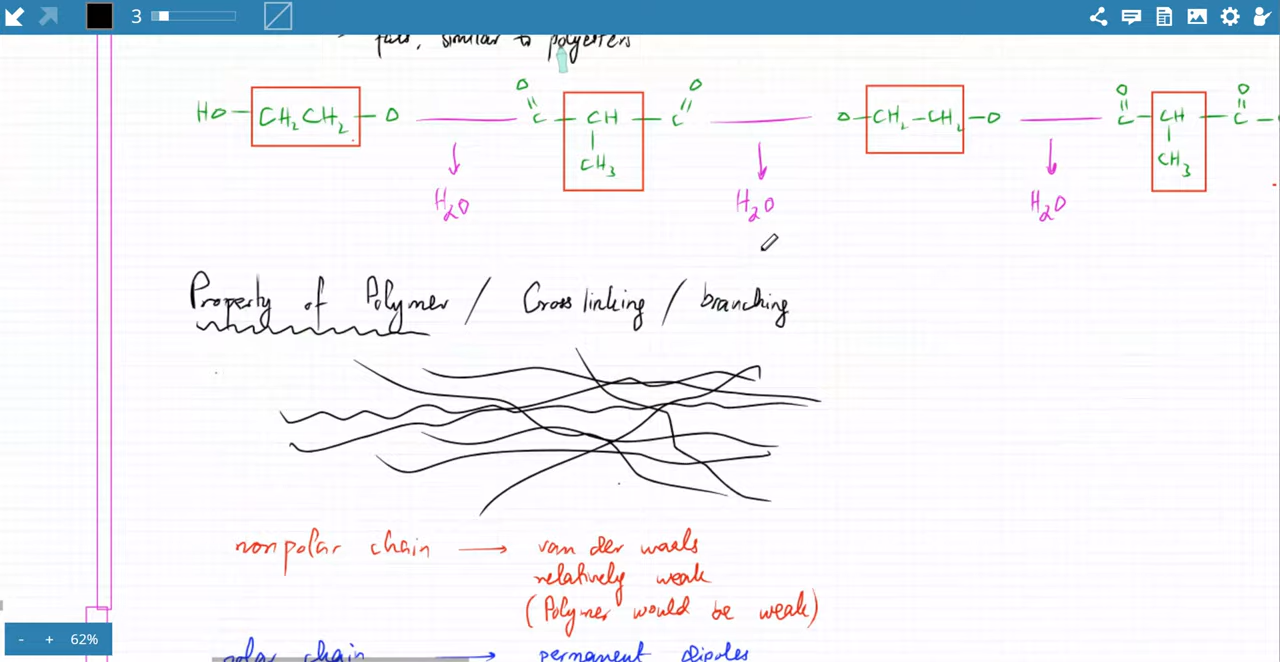 3
fats, similar to polyesters
O O O O
HO – CH₂CH₂ – O C – CH – C O – CH₂ – CH₂ – O C – CH – C –
CH₃ CH₃
H₂O H₂O H₂O
Property of Polymer / Cross linking / branching
nonpolar chain → van der waals
relatively weak
(Polymer would be weak)
polar chain → permanent dipoles
- + 62%